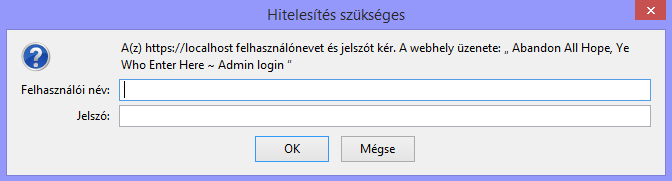 Hitelesítés szükséges
A(z) https://localhost felhasználónevet és jelszót kér. A webhely üzenete: „ Abandon All Hope, Ye
Who Enter Here ~ Admin login “
Felhasználói név:
Jelszó:
OK Mégse